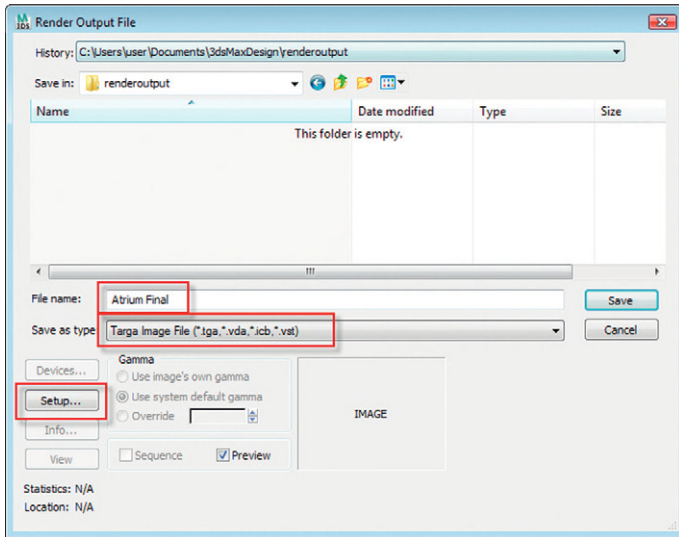 3DS Render Output File
History: C:\Users\user\Documents\3dsMaxDesign\renderoutput
Save in: renderoutput
Name Date modified Type Size
This folder is empty.
File name: Atrium Final Save
Save as type: Targa Image File (*.tga,*.vda,*.icb,*.vst) Cancel
Devices...
Setup...
Info...
View
Gamma
Use image's own gamma
Use system default gamma
Override
Sequence Preview
IMAGE
Statistics: N/A
Location: N/A